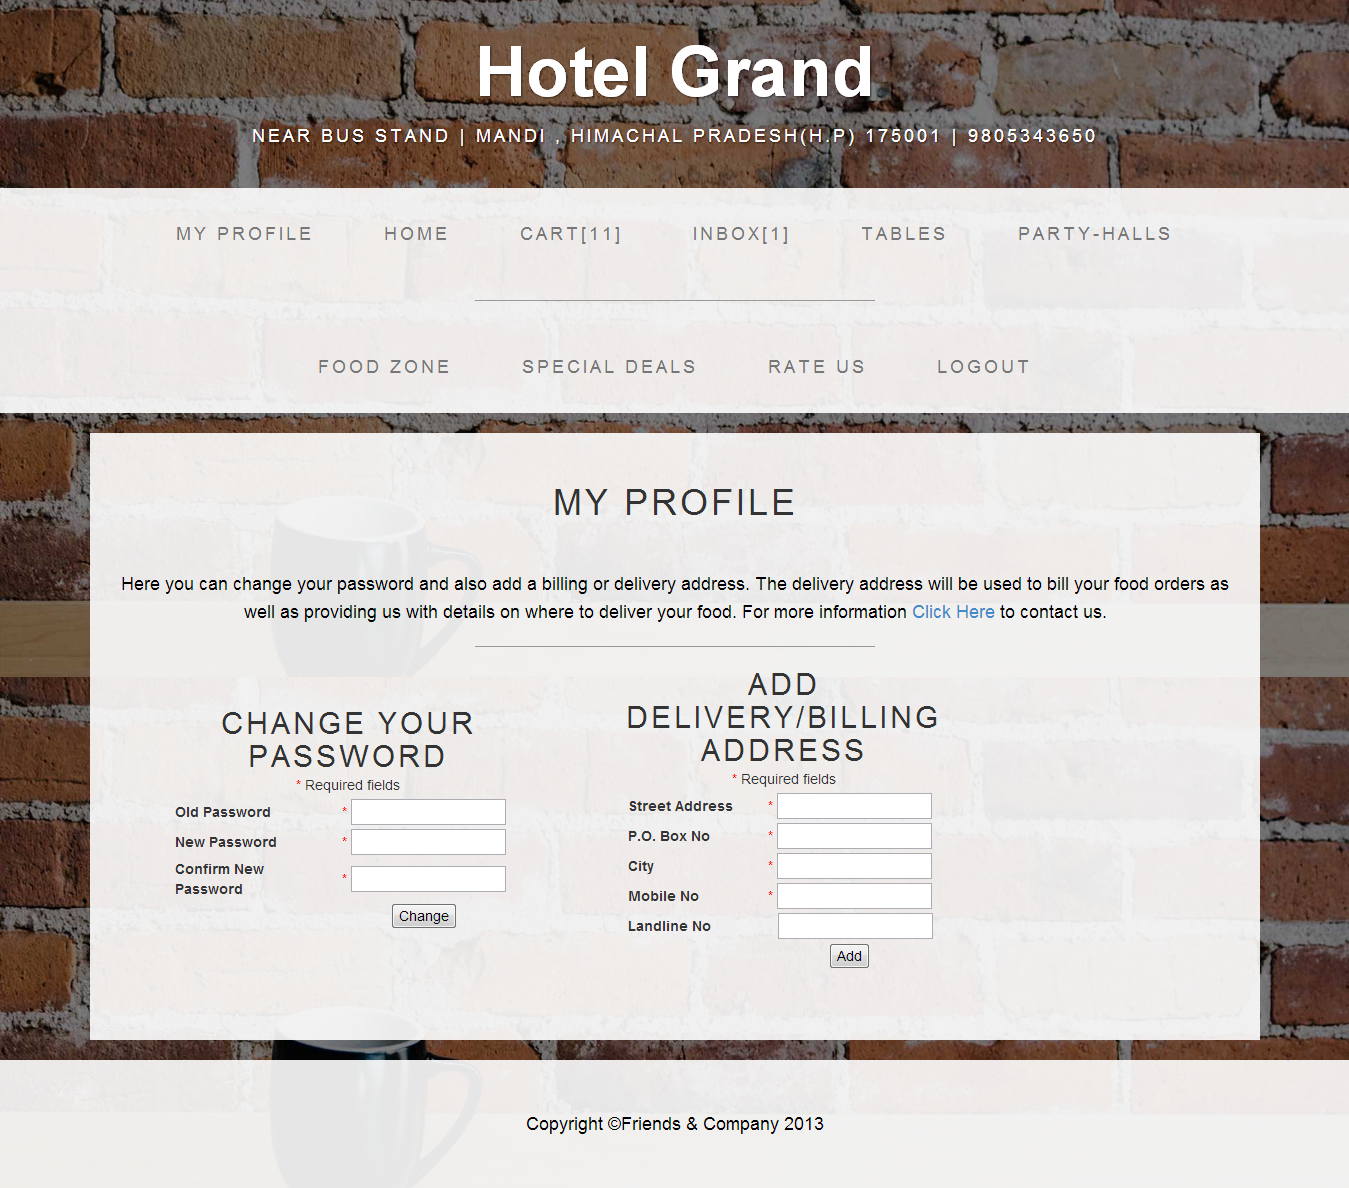 Hotel Grand
NEAR BUS STAND | MANDI , HIMACHAL PRADESH(H.P) 175001 | 9805343650
MY PROFILE HOME CART[11] INBOX[1] TABLES PARTY-HALLS
FOOD ZONE SPECIAL DEALS RATE US LOGOUT
MY PROFILE
Here you can change your password and also add a billing or delivery address. The delivery address will be used to bill your food orders as
well as providing us with details on where to deliver your food. For more information Click Here to contact us.
CHANGE YOUR
PASSWORD
* Required fields
Old Password *
New Password *
Confirm New
Password *
Change
ADD
DELIVERY/BILLING
ADDRESS
* Required fields
Street Address *
P.O. Box No *
City *
Mobile No *
Landline No
Add
Copyright ©Friends & Company 2013